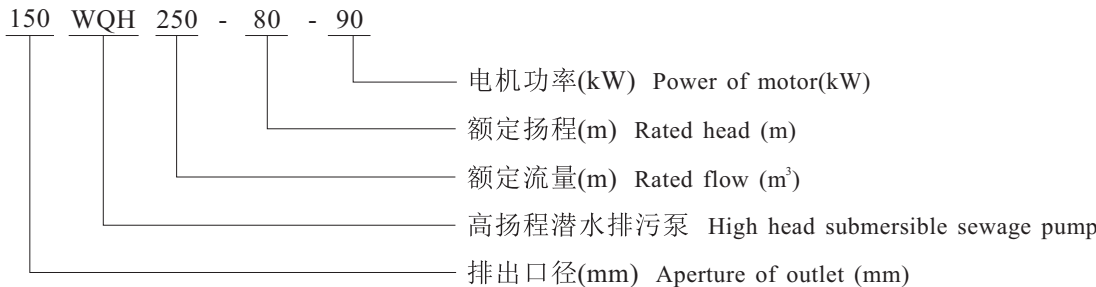 150 WQH 250 - 80 - 90
电机功率(kW) Power of motor(kW)
额定扬程(m) Rated head (m)
额定流量(m) Rated flow (m³)
高扬程潜水排污泵 High head submersible sewage pump
排出口径(mm) Aperture of outlet (mm)